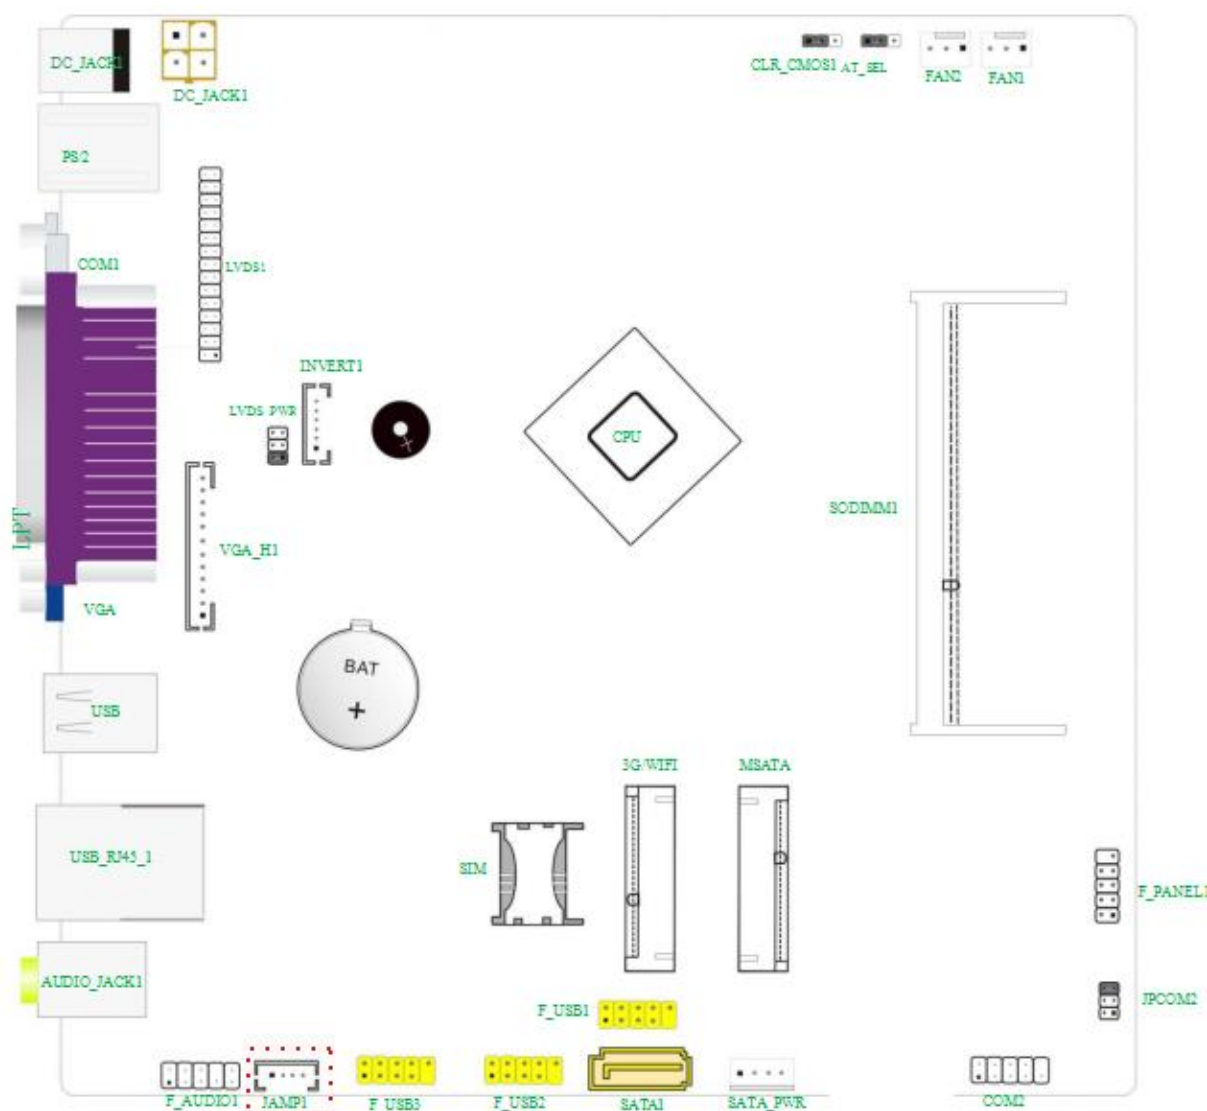 DC_JACK1
DC_JACK1
CLR_CMOS1
AT_SEL
FAN2
FAN1
PS/2
COM1
LVDS1
INVERT1
LVDS_PWR
CPU
SODIMM1
LPT
VGA_H1
VGA
BAT
+
USB
3G/WIFI
MSATA
USB_RJ45_1
SIM
F_PANEL1
AUDIO_JACK1
F_USB1
JPCOM2
F_AUDIO1
JAMP1
F_USB3
F_USB2
SATA1
SATA_PWR
COM2